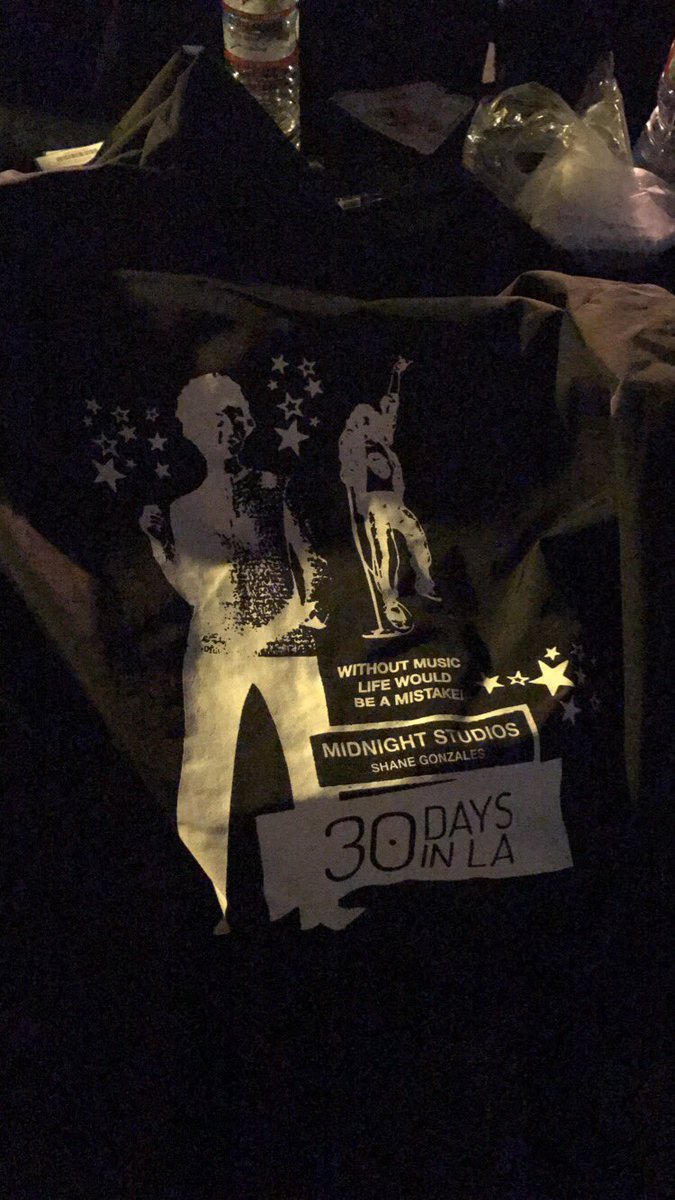 WITHOUT MUSIC
LIFE WOULD
BE A MISTAKE!
MIDNIGHT STUDIOS
SHANE GONZALES
30 DAYS
IN LA